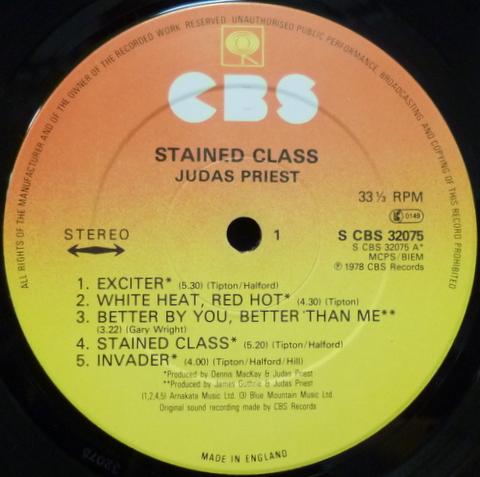 ALL RIGHTS OF THE MANUFACTURER AND OF THE OWNER OF THE RECORDED WORK RESERVED. UNAUTHORISED PUBLIC PERFORMANCE, BROADCASTING AND COPYING OF THIS RECORD PROHIBITED
CBS
STAINED CLASS
JUDAS PRIEST
33⅓ RPM
0149
STEREO
1
S CBS 32075
S CBS 32075 A*
MCPS/BIEM
℗ 1978 CBS Records
1. EXCITER* (5.30) (Tipton/Halford)
2. WHITE HEAT, RED HOT* (4.30) (Tipton)
3. BETTER BY YOU, BETTER THAN ME**
(3.22) (Gary Wright)
4. STAINED CLASS* (5.20) (Tipton/Halford)
5. INVADER* (4.00) (Tipton/Halford/Hill)
*Produced by Dennis MacKay & Judas Priest
**Produced by James Guthrie & Judas Priest
(1,2,4,5) Arnakata Music Ltd. (3) Blue Mountain Music Ltd.
Original sound recording made by CBS Records
MADE IN ENGLAND
32075